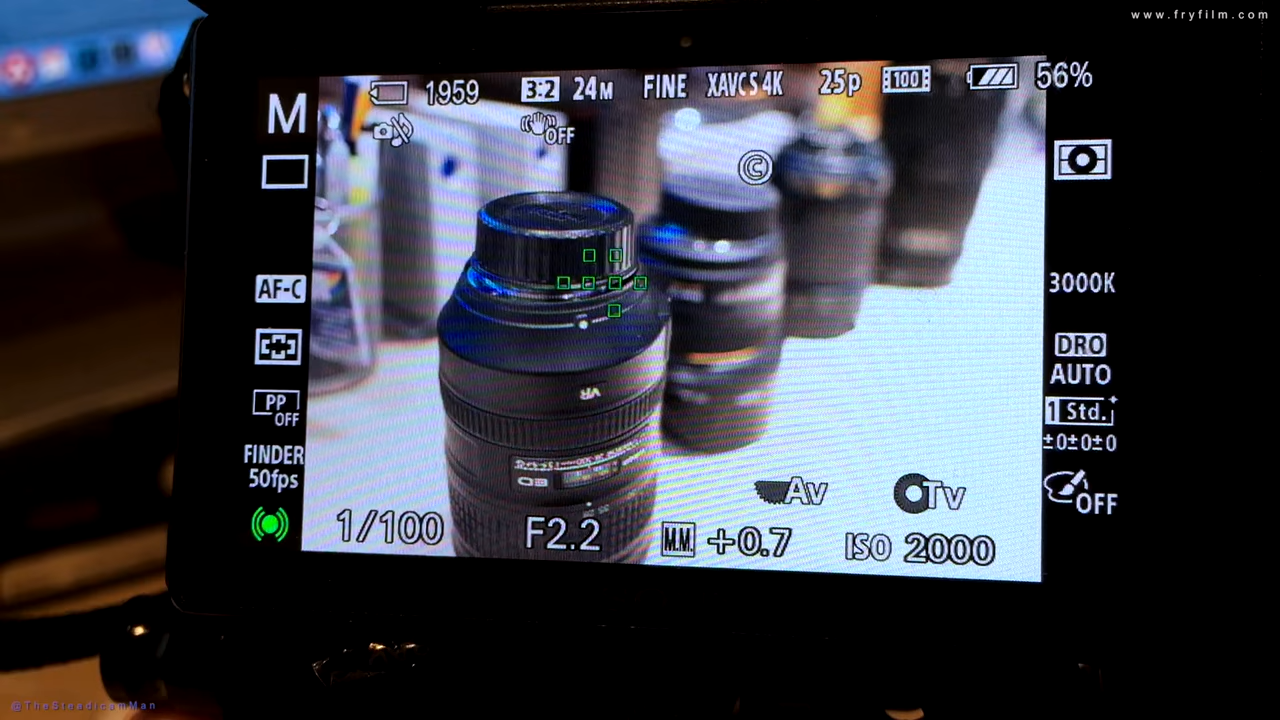 www.fryfilm.com
M
1959
3:2 24M FINE XAVC S 4K 25p 100 56%
OFF
©
AF-C
3000K
DRO
AUTO
PP
OFF
1 Std.
±0±0±0
FINDER
50fps
VR
Av
Tv
OFF
1/100
F2.2
M.M. +0.7
ISO 2000
@TheSteadicamMan